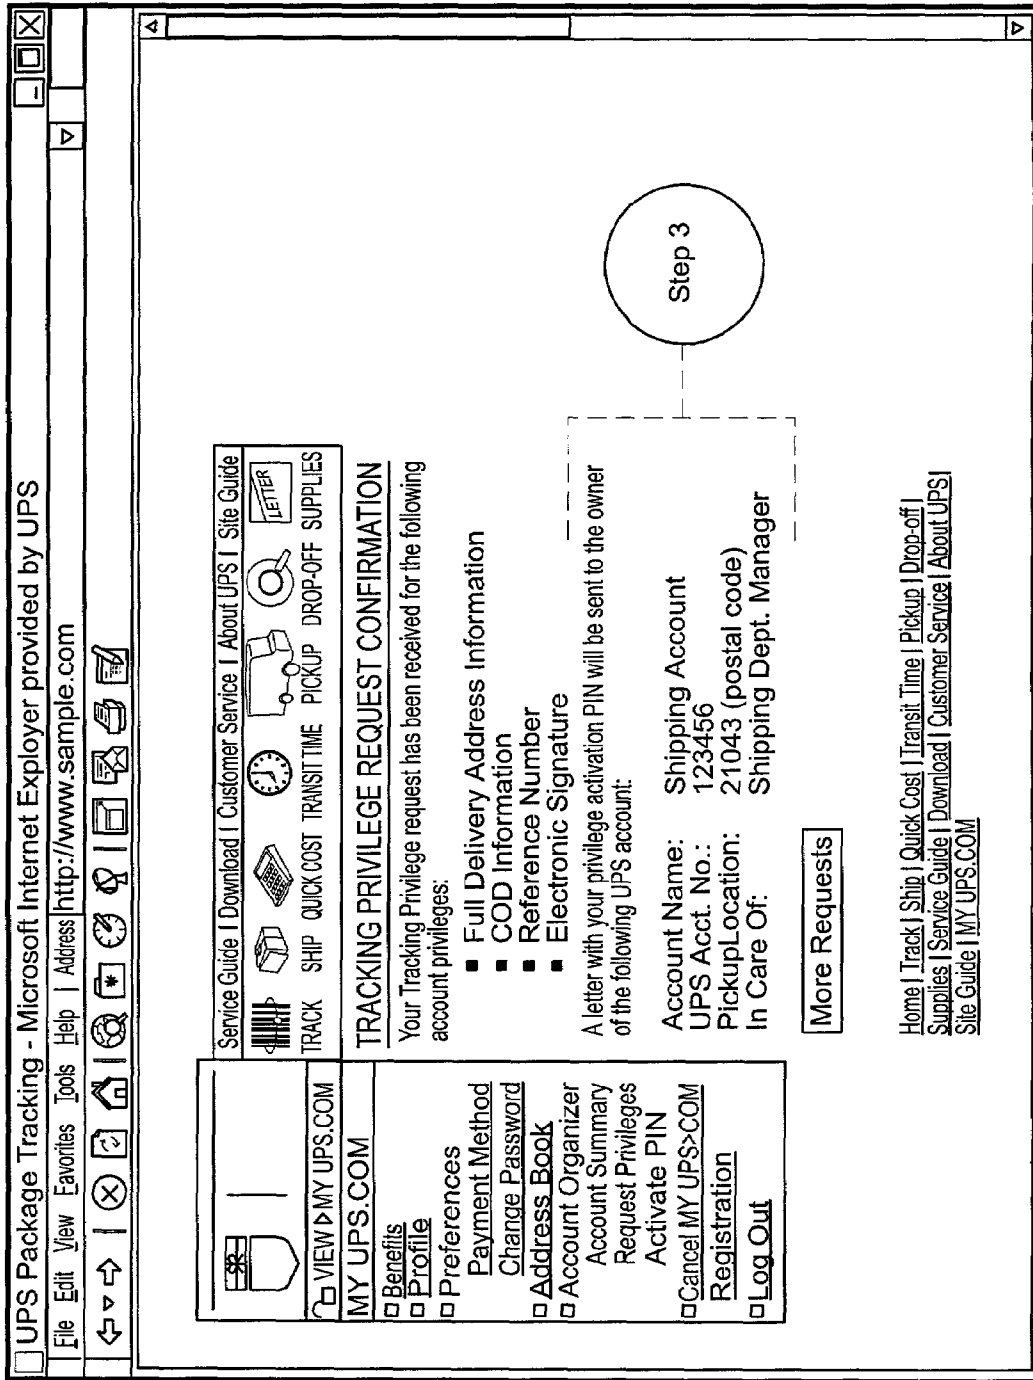 UPS Package Tracking - Microsoft Internet Explorer provided by UPS
File Edit View Favorites Tools Help | Address http://www.sample.com
VIEW MY UPS.COM
MY UPS.COM
Benefits
Profile
Preferences
Payment Method
Change Password
Address Book
Account Organizer
Account Summary
Request Privileges
Activate PIN
Cancel MY UPS>COM
Registration
Log Out
Service Guide | Download | Customer Service | About UPS | Site Guide
LETTER
TRACK SHIP QUICK COST TRANSIT TIME PICKUP DROP-OFF SUPPLIES
TRACKING PRIVILEGE REQUEST CONFIRMATION
Your Tracking Privilege request has been received for the following
account privileges:
■ Full Delivery Address Information
■ COD Information
■ Reference Number
■ Electronic Signature
A letter with your privilege activation PIN will be sent to the owner
of the following UPS account:
Account Name: Shipping Account
UPS Acct. No.: 123456
PickupLocation: 21043 (postal code)
In Care Of: Shipping Dept. Manager
Step 3
More Requests
Home | Track | Ship | Quick Cost | Transit Time | Pickup | Drop-off |
Supplies | Service Guide | Download | Customer Service | About UPS |
Site Guide | MY UPS.COM